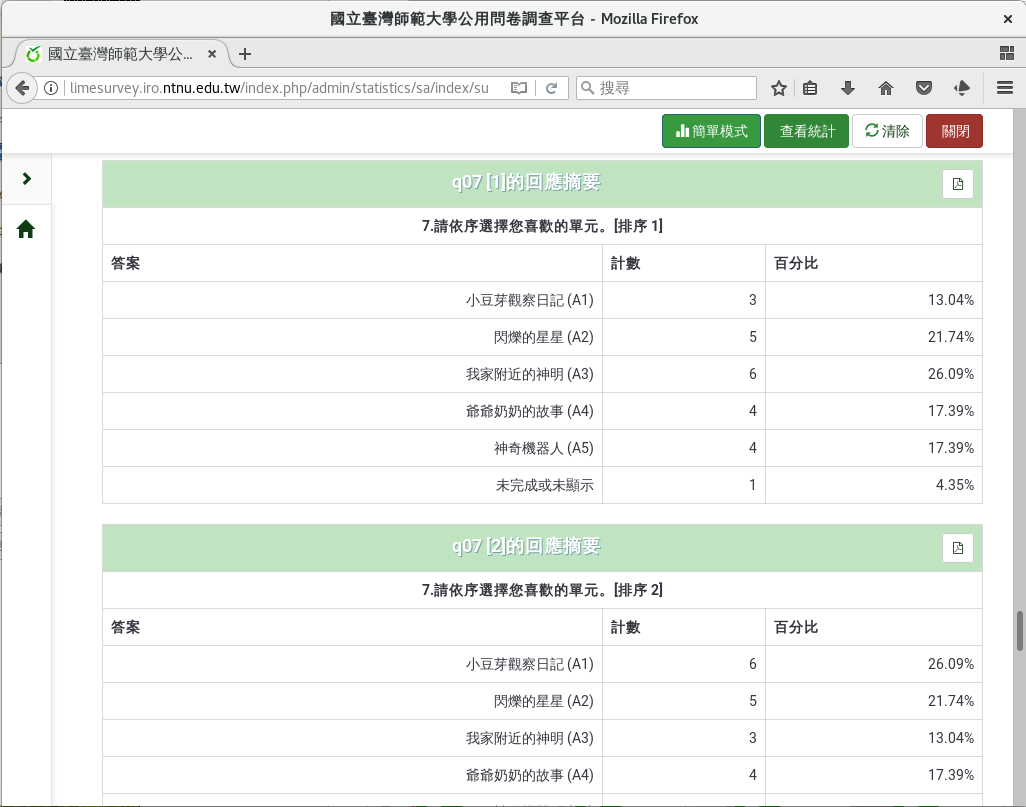 國立臺灣師範大學公用問卷調查平台 - Mozilla Firefox
國立臺灣師範大學公...
limesurvey.iro.ntnu.edu.tw/index.php/admin/statistics/sa/index/su
搜尋
簡單模式 查看統計 清除 關閉
q07 [1]的回應摘要
7.請依序選擇您喜歡的單元。[排序 1]
答案 計數 百分比
小豆芽觀察日記 (A1) 3 13.04%
閃爍的星星 (A2) 5 21.74%
我家附近的神明 (A3) 6 26.09%
爺爺奶奶的故事 (A4) 4 17.39%
神奇機器人 (A5) 4 17.39%
未完成或未顯示 1 4.35%
q07 [2]的回應摘要
7.請依序選擇您喜歡的單元。[排序 2]
答案 計數 百分比
小豆芽觀察日記 (A1) 6 26.09%
閃爍的星星 (A2) 5 21.74%
我家附近的神明 (A3) 3 13.04%
爺爺奶奶的故事 (A4) 4 17.39%